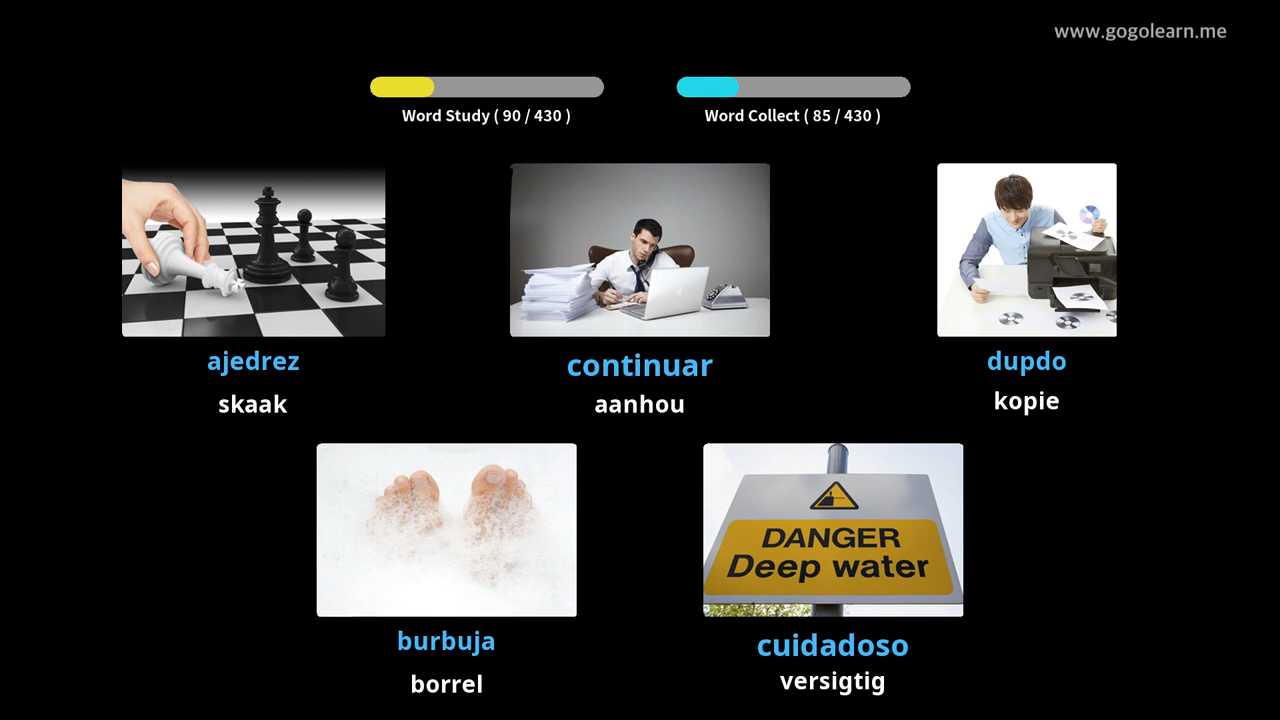 www.gogolearn.me
Word Study ( 90 / 430 )
Word Collect ( 85 / 430 )
ajedrez
continuar
dupdo
skaak
aanhou
kopie
DANGER
Deep water
burbuja
cuidadoso
borrel
versigtig